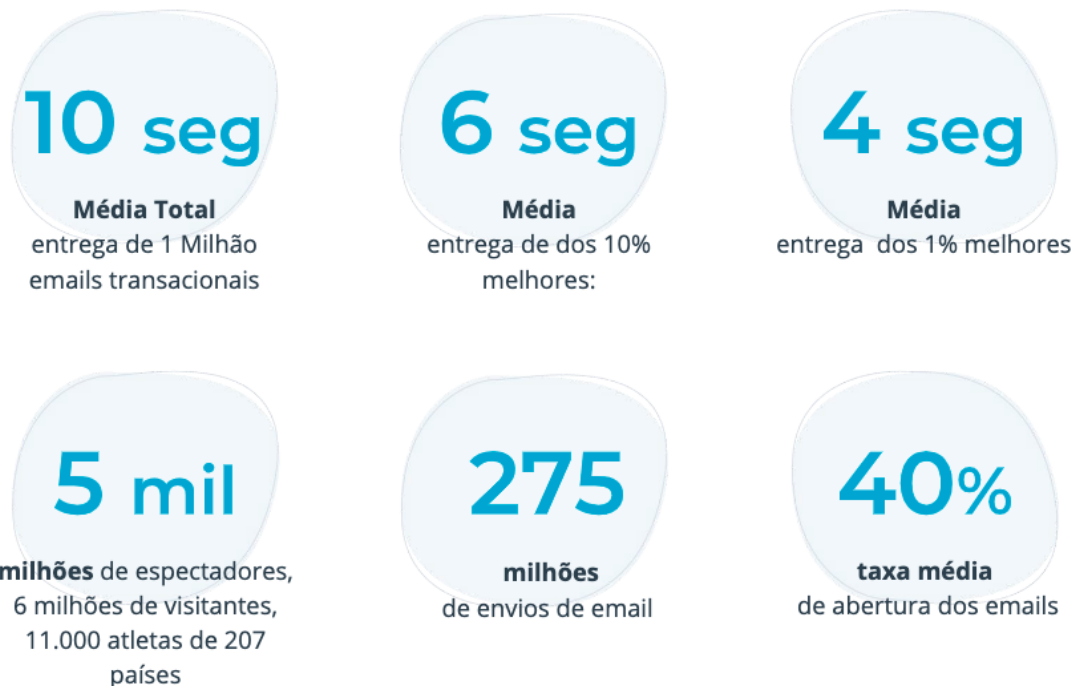 10 seg
Média Total
entrega de 1 Milhão
emails transacionais
6 seg
Média
entrega de dos 10%
melhores:
4 seg
Média
entrega dos 1% melhores
5 mil
milhões de espectadores,
6 milhões de visitantes,
11.000 atletas de 207
países
275
milhões
de envios de email
40%
taxa média
de abertura dos emails